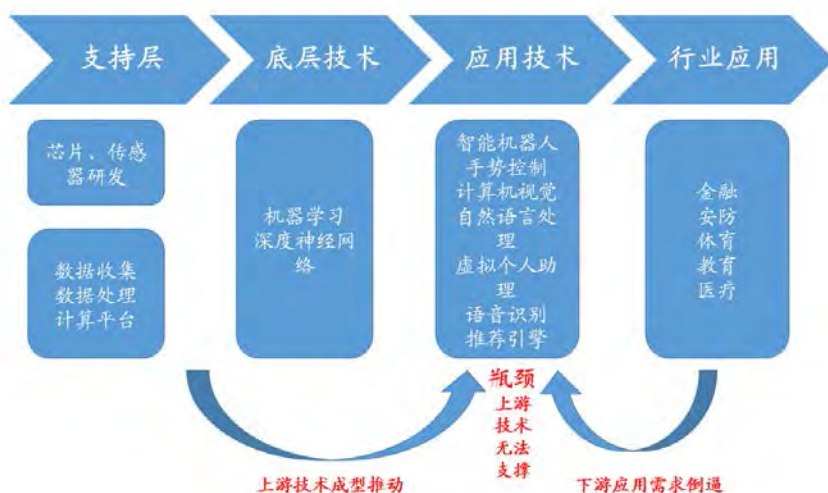 支持层
底层技术
应用技术
行业应用
芯片、传感
器研发
数据收集
数据处理
计算平台
机器学习
深度神经网
络
智能机器人
手势控制
计算机视觉
自然语言处
理
虚拟个人助
理
语音识别
推荐引擎
金融
安防
体育
教育
医疗
瓶颈
上游
技术
无法
支撑
上游技术成型推动
下游应用需求倒逼